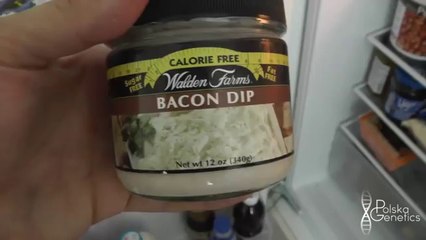 CALORIE FREE
Sugar FREE
Fat FREE
Walden Farms
BACON DIP
Net wt 12 oz (340g)
Polska
Genetics